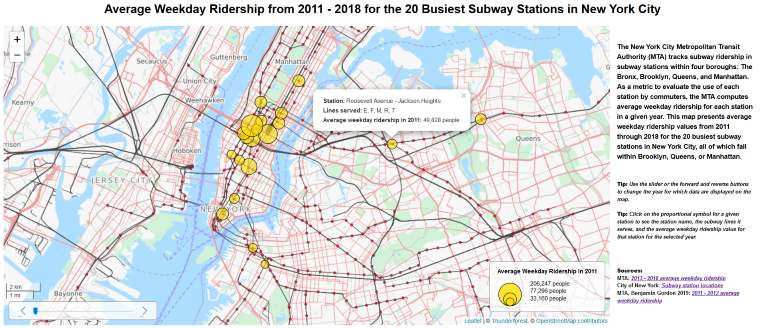 Average Weekday Ridership from 2011 - 2018 for the 20 Busiest Subway Stations in New York City
+
−
Secaucus
Guttenberg
Manhattan
Union City
Weehawken
Kearny
Hoboken
JERSEY CITY
NEW YORK
Queens
Bayonne
Station: Roosevelt Avenue - Jackson Heights
Lines served: E, F, M, R, 7
Average weekday ridership in 2011: 49,828 people
×
The New York City Metropolitan Transit
Authority (MTA) tracks subway ridership in
subway stations within four boroughs: The
Bronx, Brooklyn, Queens, and Manhattan.
As a metric to evaluate the use of each
station by commuters, the MTA computes
average weekday ridership for each station
in a given year. This map presents average
weekday ridership values from 2011
through 2018 for the 20 busiest subway
stations in New York City, all of which fall
within Brooklyn, Queens, or Manhattan.
Tip: Use the slider or the forward and reverse buttons
to change the year for which data are displayed on the
map.
Tip: Click on the proportional symbol for a given
station to see the station name, the subway lines it
serves, and the average weekday ridership value for
that station for the selected year.
Sources:
MTA: 2013 - 2018 average weekday ridership
City of New York: Subway station locations
MTA, Benjamin Gordon 2019: 2011 - 2012 average
weekday ridership
Average Weekday Ridership in 2011
206,247 people
77,298 people
33,160 people
2 km
1 mi
Leaflet | © Thunderforest, © OpenStreetMap contributors